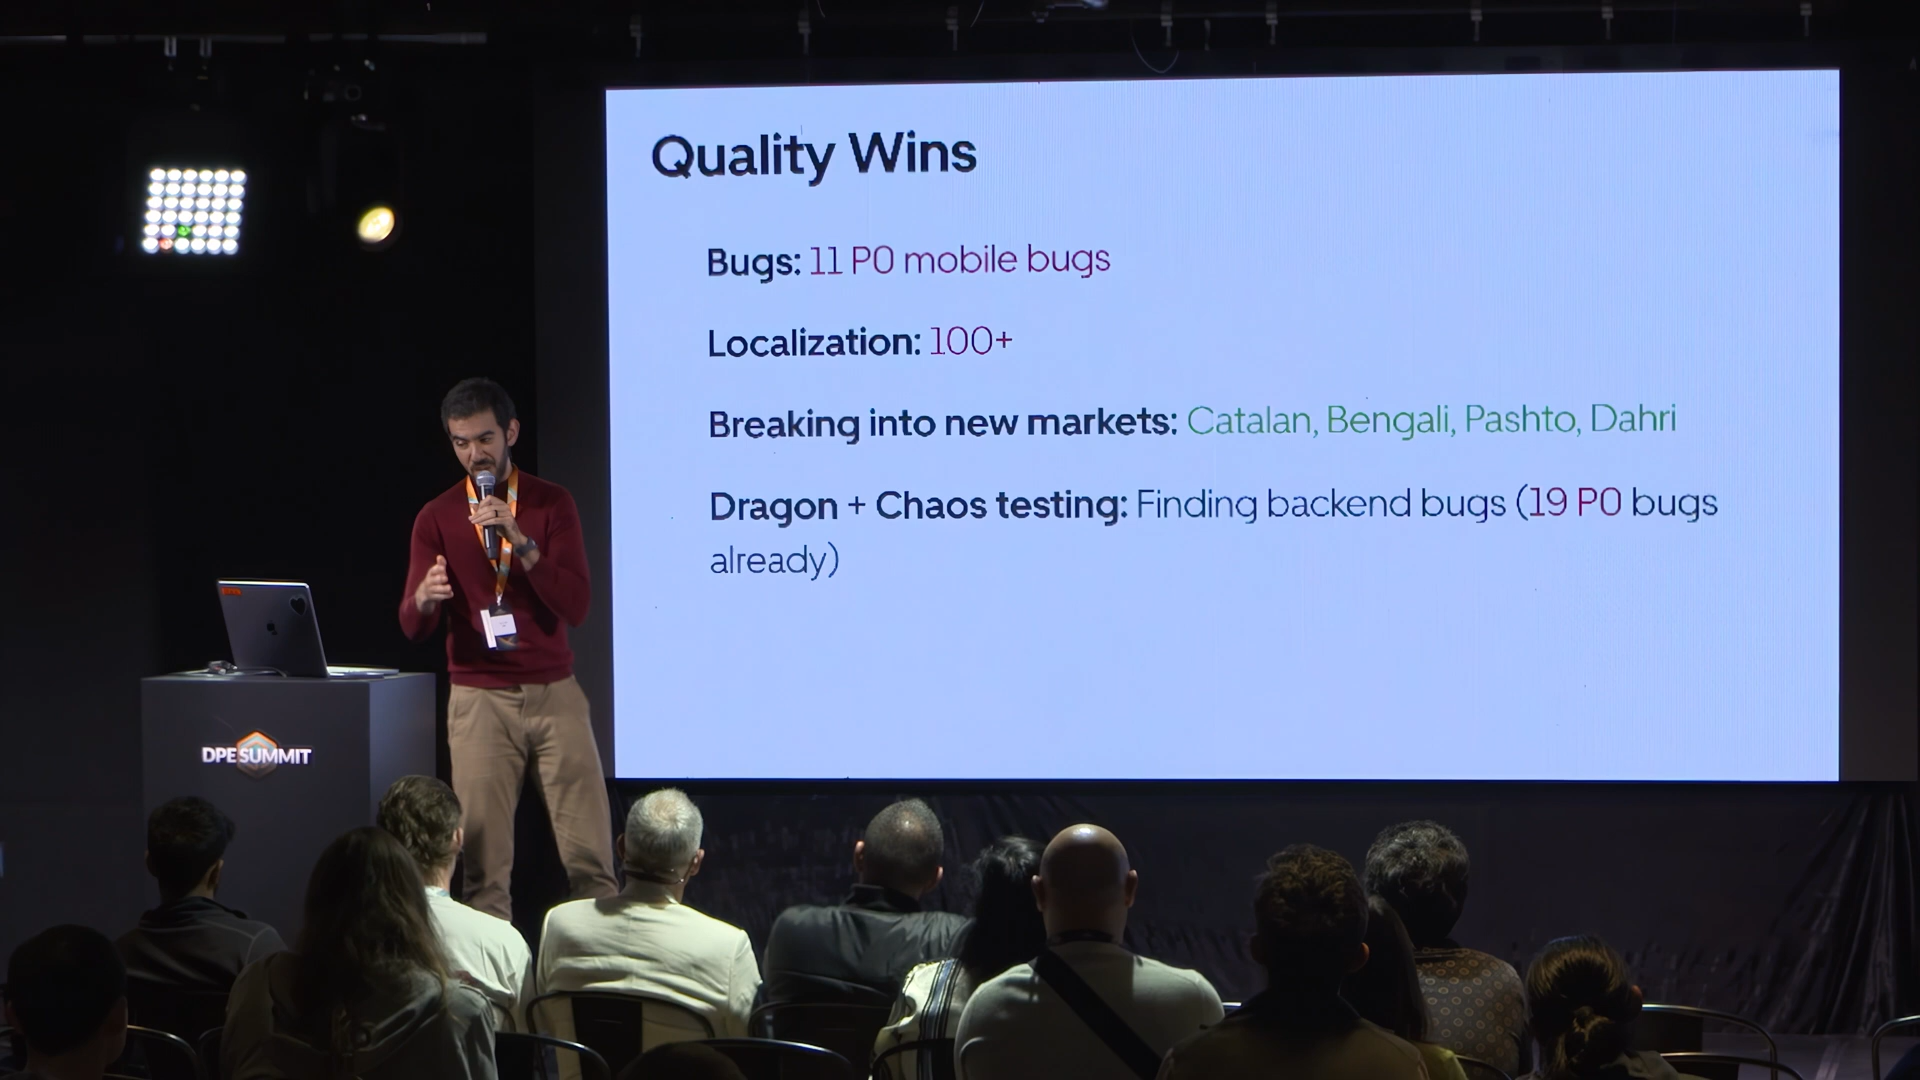 Quality Wins
Bugs: 11 P0 mobile bugs
Localization: 100+
Breaking into new markets: Catalan, Bengali, Pashto, Dahri
Dragon + Chaos testing: Finding backend bugs (19 P0 bugs
already)
DPE SUMMIT